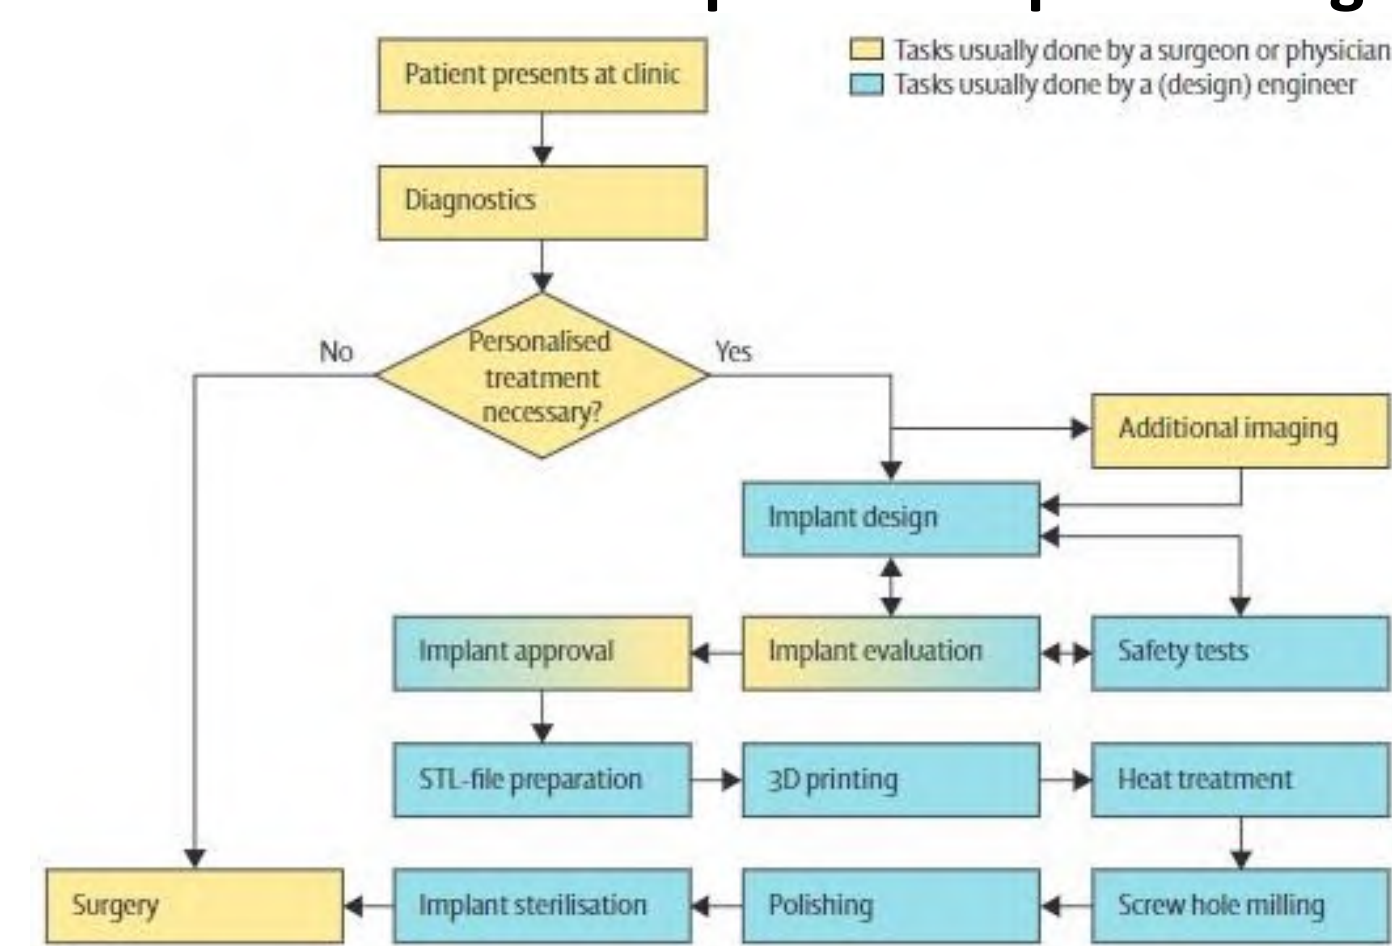 Tasks usually done by a surgeon or physician
Tasks usually done by a (design) engineer
Patient presents at clinic
Diagnostics
Personalised
treatment
necessary?
No
Yes
Additional imaging
Implant design
Implant approval
Implant evaluation
Safety tests
STL-file preparation
3D printing
Heat treatment
Surgery
Implant sterilisation
Polishing
Screw hole milling